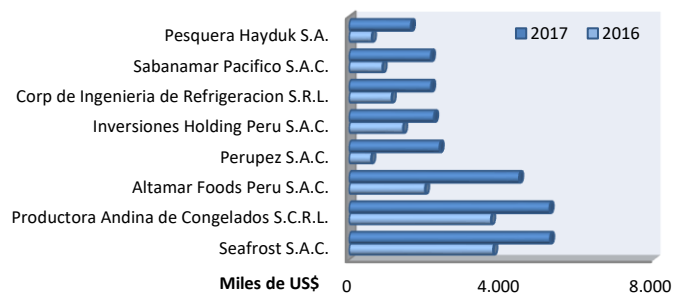 Pesquera Hayduk S.A.
2017 2016
Sabanamar Pacifico S.A.C.
Corp de Ingenieria de Refrigeracion S.R.L.
Inversiones Holding Peru S.A.C.
Perupez S.A.C.
Altamar Foods Peru S.A.C.
Productora Andina de Congelados S.C.R.L.
Seafrost S.A.C.
Miles de US$ 0 4.000 8.000